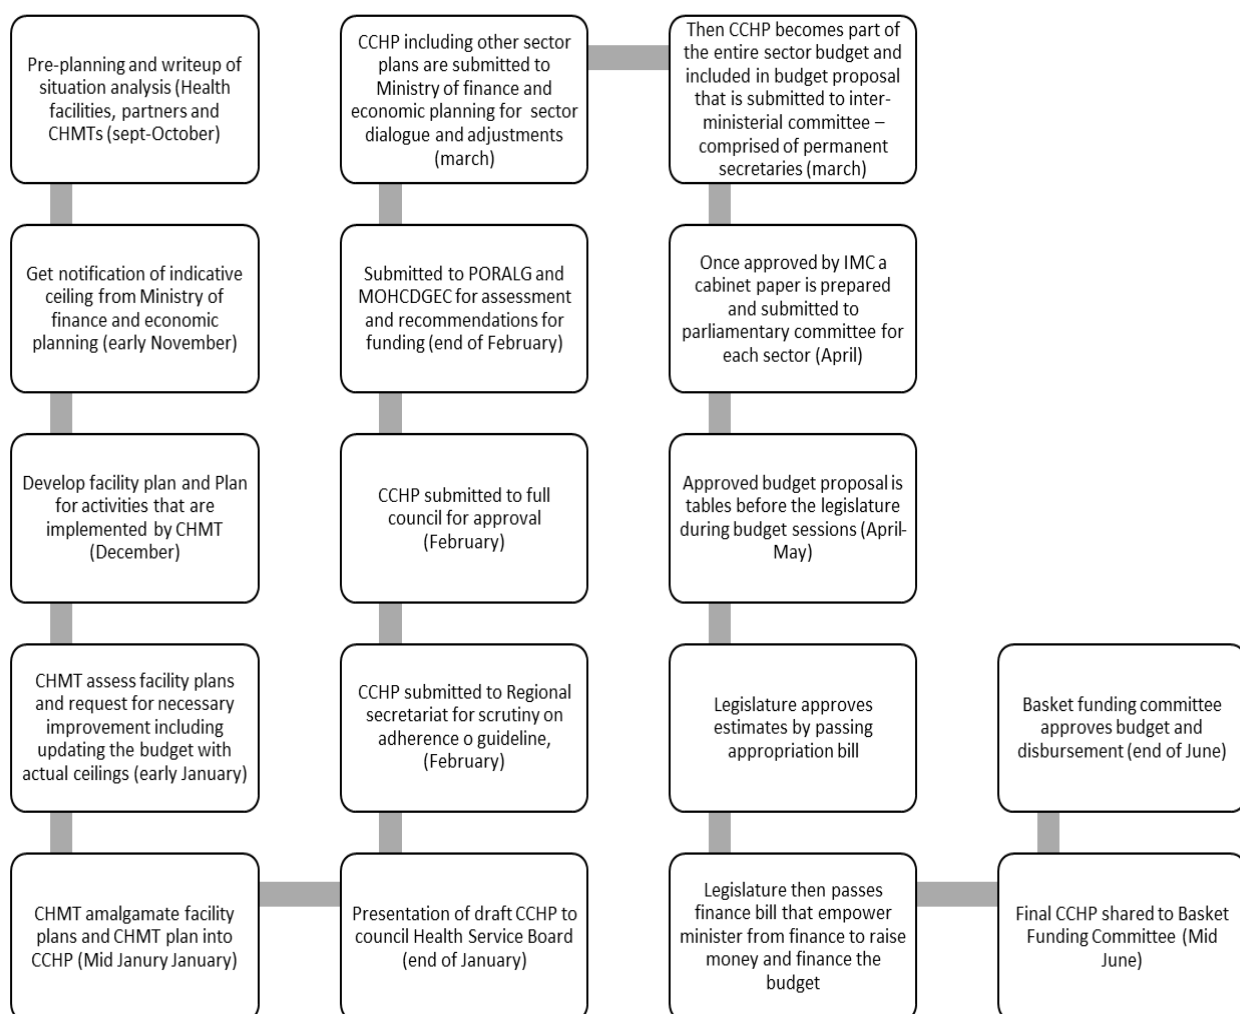 Pre-planning and writeup of
situation analysis (Health
facilities, partners and
CHMTs (sept-October)
Get notification of indicative
ceiling from Ministry of
finance and economic
planning (early November)
Develop facility plan and Plan
for activities that are
implemented by CHMT
(December)
CHMT assess facility plans
and request for necessary
improvement including
updating the budget with
actual ceilings (early January)
CHMT amalgamate facility
plans and CHMT plan into
CCHP (Mid Janury January)
Presentation of draft CCHP to
council Health Service Board
(end of January)
CCHP submitted to Regional
secretariat for scrutiny on
adherence o guideline,
(February)
CCHP submitted to full
council for approval
(February)
Submitted to PORALG and
MOHCDGEC for assessment
and recommendations for
funding (end of February)
CCHP including other sector
plans are submitted to
Ministry of finance and
economic planning for sector
dialogue and adjustments
(march)
Then CCHP becomes part of
the entire sector budget and
included in budget proposal
that is submitted to inter-
ministerial committee –
comprised of permanent
secretaries (march)
Once approved by IMC a
cabinet paper is prepared
and submitted to
parliamentary committee for
each sector (April)
Approved budget proposal is
tables before the legislature
during budget sessions (April-
May)
Legislature approves
estimates by passing
appropriation bill
Legislature then passes
finance bill that empower
minister from finance to raise
money and finance the
budget
Final CCHP shared to Basket
Funding Committee (Mid
June)
Basket funding committee
approves budget and
disbursement (end of June)